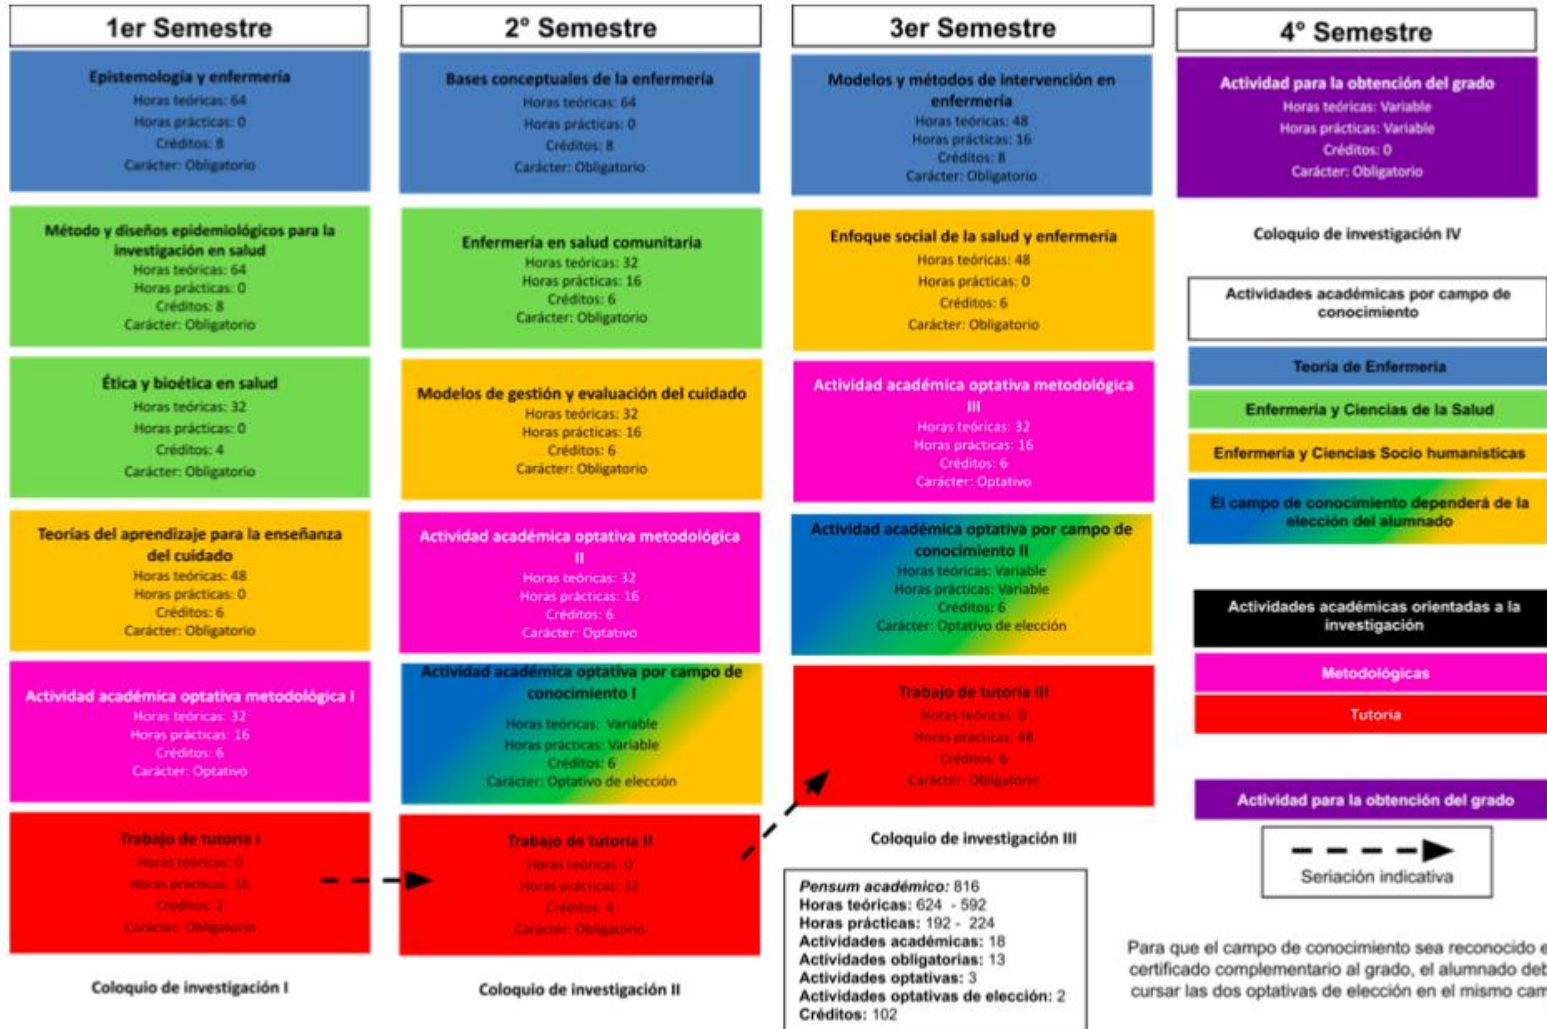 1er Semestre
Epistemología y enfermería
Horas teóricas: 64
Horas prácticas: 0
Créditos: 8
Carácter: Obligatorio
Método y diseños epidemiológicos para la
investigación en salud
Horas teóricas: 64
Horas prácticas: 0
Créditos: 8
Carácter: Obligatorio
Ética y bioética en salud
Horas teóricas: 32
Horas prácticas: 0
Créditos: 4
Carácter: Obligatorio
Teorías del aprendizaje para la enseñanza
del cuidado
Horas teóricas: 48
Horas prácticas: 0
Créditos: 6
Carácter: Obligatorio
Actividad académica optativa metodológica I
Horas teóricas: 32
Horas prácticas: 16
Créditos: 6
Carácter: Optativo
Trabajo de tutoría I
Horas teóricas: 0
Horas prácticas: 16
Créditos: 2
Carácter: Obligatorio
Coloquio de investigación I
2° Semestre
Bases conceptuales de la enfermería
Horas teóricas: 64
Horas prácticas: 0
Créditos: 8
Carácter: Obligatorio
Enfermería en salud comunitaria
Horas teóricas: 32
Horas prácticas: 16
Créditos: 6
Carácter: Obligatorio
Modelos de gestión y evaluación del cuidado
Horas teóricas: 32
Horas prácticas: 16
Créditos: 6
Carácter: Obligatorio
Actividad académica optativa metodológica
II
Horas teóricas: 32
Horas prácticas: 16
Créditos: 6
Carácter: Optativo
Actividad académica optativa por campo de
conocimiento I
Horas teóricas: Variable
Horas prácticas: Variable
Créditos: 6
Carácter: Optativo de elección
Trabajo de tutoría II
Horas teóricas: 0
Horas prácticas: 32
Créditos: 4
Carácter: Obligatorio
Coloquio de investigación II
3er Semestre
Modelos y métodos de intervención en
enfermería
Horas teóricas: 48
Horas prácticas: 16
Créditos: 8
Carácter: Obligatorio
Enfoque social de la salud y enfermería
Horas teóricas: 48
Horas prácticas: 0
Créditos: 6
Carácter: Obligatorio
Actividad académica optativa metodológica
III
Horas teóricas: 32
Horas prácticas: 16
Créditos: 6
Carácter: Optativo
Actividad académica optativa por campo de
conocimiento II
Horas teóricas: Variable
Horas prácticas: Variable
Créditos: 6
Carácter: Optativo de elección
Trabajo de tutoría III
Horas teóricas: 0
Horas prácticas: 48
Créditos: 6
Carácter: Obligatorio
Coloquio de investigación III
Pensum académico: 816
Horas teóricas: 624 - 592
Horas prácticas: 192 - 224
Actividades académicas: 18
Actividades obligatorias: 13
Actividades optativas: 3
Actividades optativas de elección: 2
Créditos: 102
4° Semestre
Actividad para la obtención del grado
Horas teóricas: Variable
Horas prácticas: Variable
Créditos: 0
Carácter: Obligatorio
Coloquio de investigación IV
Actividades académicas por campo de
conocimiento
Teoría de Enfermería
Enfermería y Ciencias de la Salud
Enfermería y Ciencias Socio humanísticas
El campo de conocimiento dependerá de la
elección del alumnado
Actividades académicas orientadas a la
investigación
Metodológicas
Tutoría
Actividad para la obtención del grado
Seriación indicativa
Para que el campo de conocimiento sea reconocido e
certificado complementario al grado, el alumnado deb
cursar las dos optativas de elección en el mismo cam